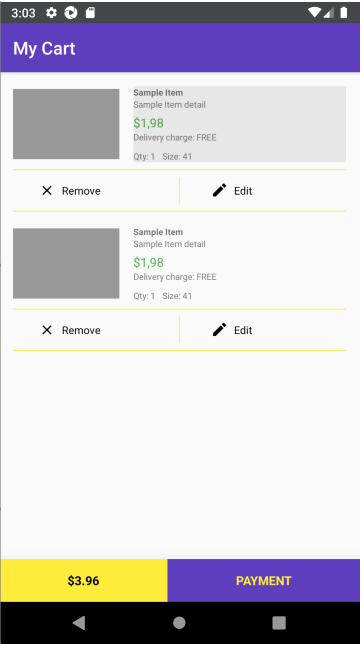 3:03
My Cart
Sample Item
Sample Item detail
$1,98
Delivery charge: FREE
Qty: 1 Size: 41
Remove Edit
Sample Item
Sample Item detail
$1,98
Delivery charge: FREE
Qty: 1 Size: 41
Remove Edit
$3.96 PAYMENT